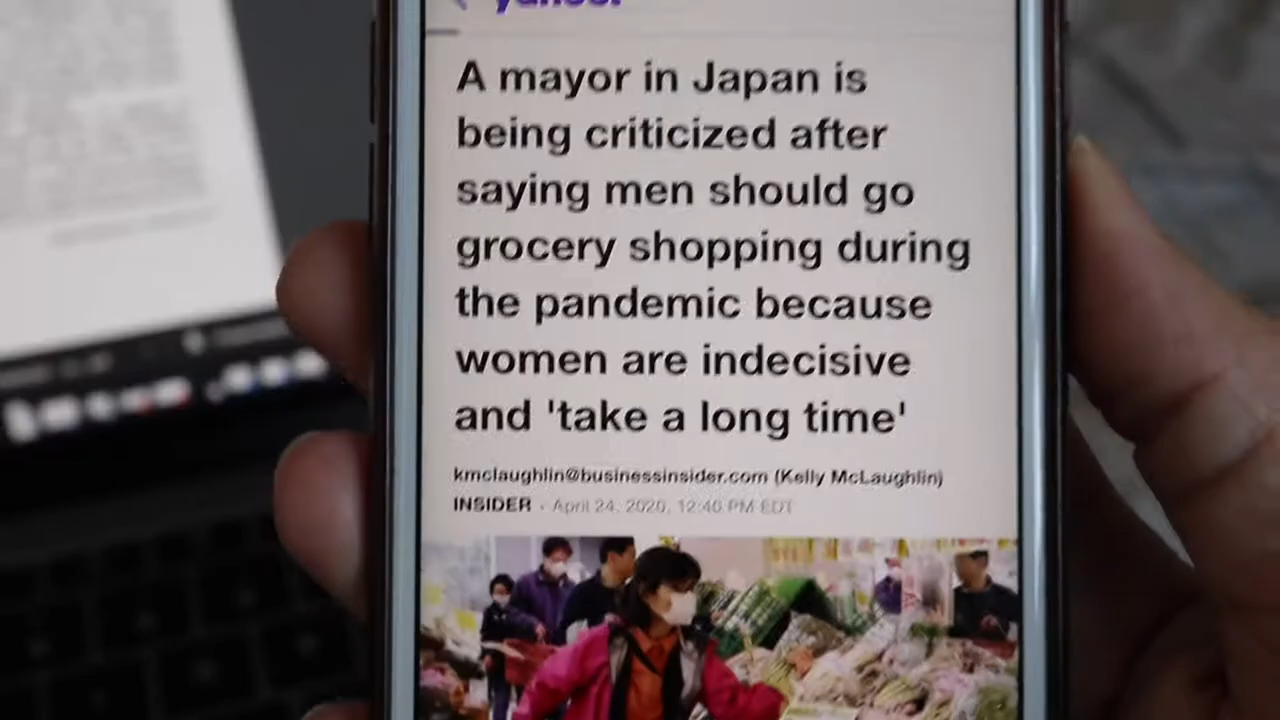 yahoo!
A mayor in Japan is
being criticized after
saying men should go
grocery shopping during
the pandemic because
women are indecisive
and 'take a long time'
kmclaughlin@businessinsider.com (Kelly McLaughlin)
INSIDER - April 24, 2020, 12:40 PM EDT